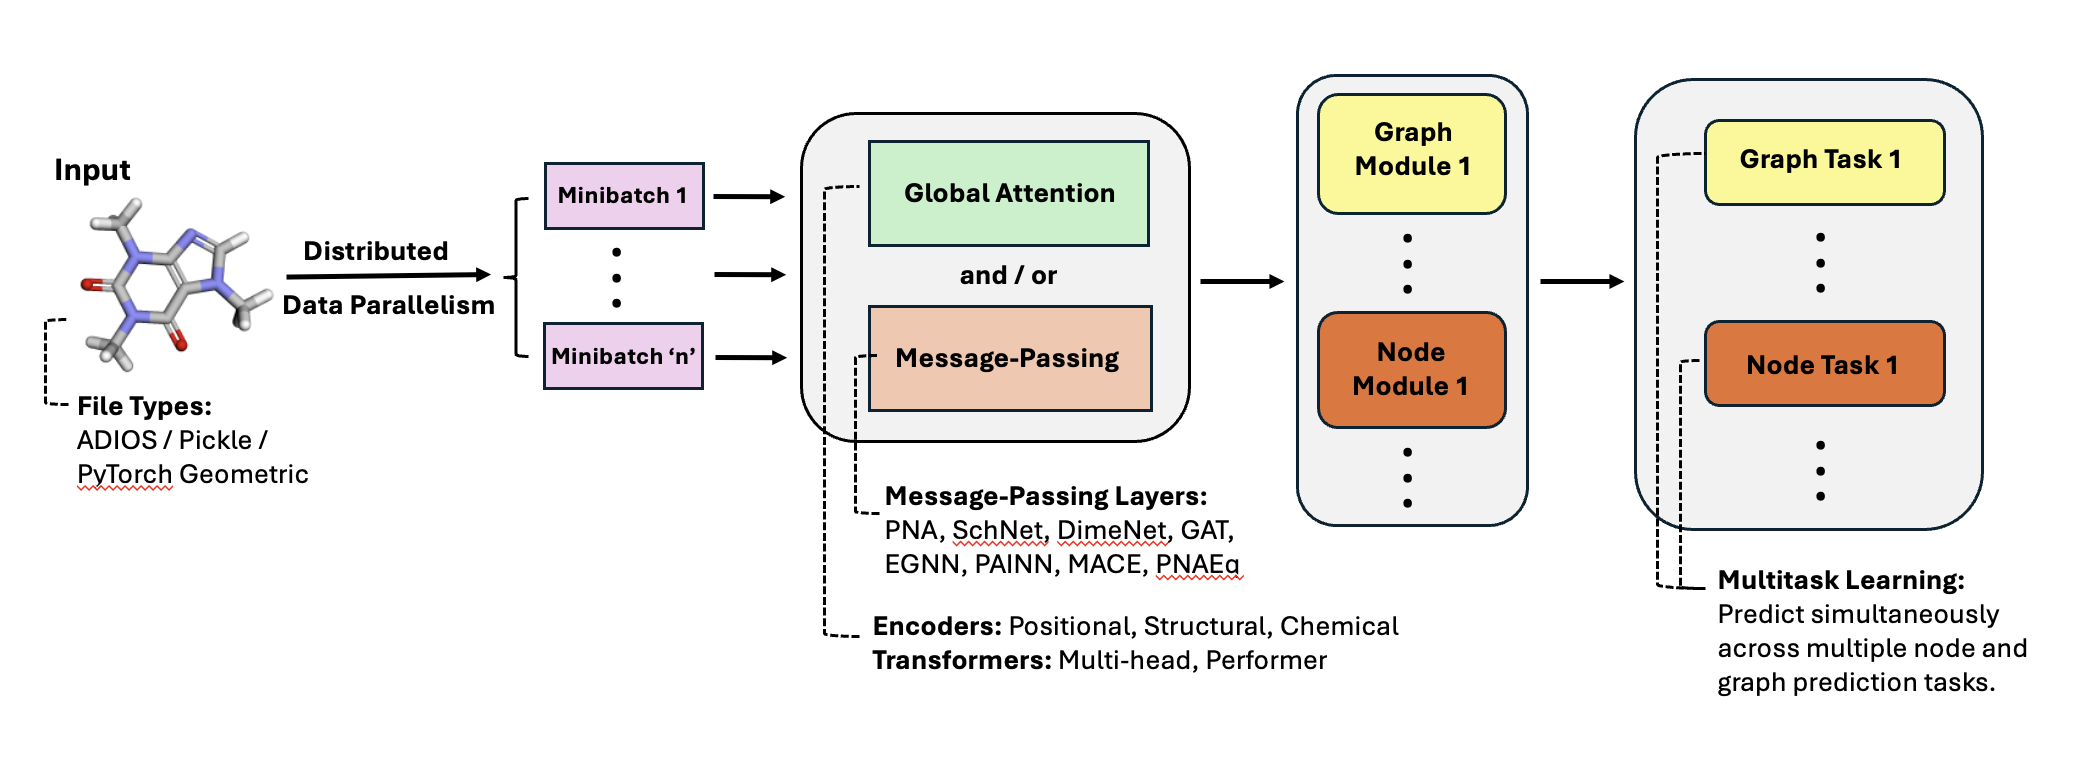 Input
Distributed
Data Parallelism
File Types:
ADIOS / Pickle /
PyTorch Geometric
Minibatch 1
Minibatch ‘n’
Global Attention
and / or
Message-Passing
Message-Passing Layers:
PNA, SchNet, DimeNet, GAT,
EGNN, PAINN, MACE, PNAEq
Encoders: Positional, Structural, Chemical
Transformers: Multi-head, Performer
Graph
Module 1
Node
Module 1
Graph Task 1
Node Task 1
Multitask Learning:
Predict simultaneously
across multiple node and
graph prediction tasks.